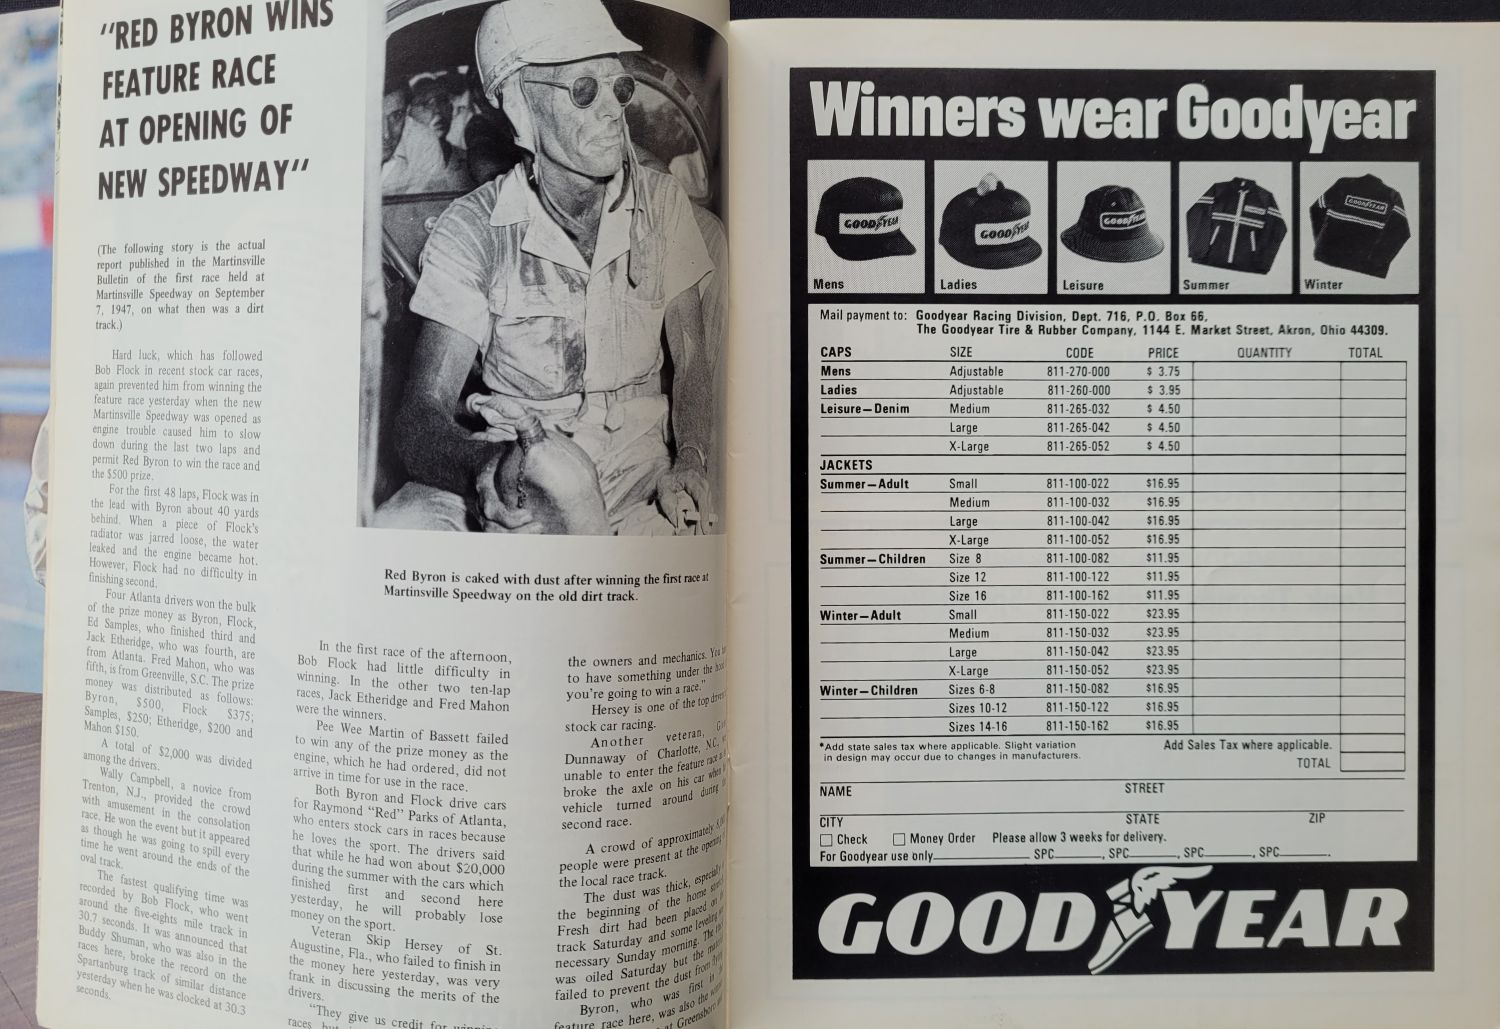 "RED BYRON WINS
FEATURE RACE
AT OPENING OF
NEW SPEEDWAY"
(The following story is the actual
report published in the Martinsville
Bulletin of the first race held at
Martinsville Speedway on September
7, 1947, on what then was a dirt
track.)
Hard luck, which has followed
Bob Flock in recent stock car races,
again prevented him from winning the
feature race yesterday when the new
Martinsville Speedway was opened as
engine trouble caused him to slow
down during the last two laps and
permit Red Byron to win the race and
the $500 prize.
For the first 48 laps, Flock was in
the lead with Byron about 40 yards
behind. When a piece of Flock's
radiator was jarred loose, the water
leaked and the engine became hot.
However, Flock had no difficulty in
finishing second.
Four Atlanta drivers won the bulk
of the prize money as Byron, Flock,
Ed Samples, who finished third and
Jack Etheridge, who was fourth, are
from Atlanta. Fred Mahon, who was
fifth, is from Greenville, S.C. The prize
money was distributed as follows:
Byron, $500, Flock $375;
Samples, $250; Etheridge, $200 and
Mahon $150.
A total of $2,000 was divided
among the drivers.
Wally Campbell, a novice from
Trenton, N.J., provided the crowd
with amusement in the consolation
race. He won the event but it appeared
as though he was going to spill every
time he went around the ends of the
oval track.
The fastest qualifying time was
recorded by Bob Flock, who went
around the five-eights mile track in
30.7 seconds. It was announced that
Buddy Shuman, who was also in the
races here, broke the record on the
Spartanburg track of similar distance
yesterday when he was clocked at 30.3
seconds.
Red Byron is caked with dust after winning the first race at
Martinsville Speedway on the old dirt track.
In the first race of the afternoon,
Bob Flock had little difficulty in
winning. In the other two ten-lap
races, Jack Etheridge and Fred Mahon
were the winners.
Pee Wee Martin of Bassett failed
to win any of the prize money as the
engine, which he had ordered, did not
arrive in time for use in the race.
Both Byron and Flock drive cars
for Raymond "Red" Parks of Atlanta,
who enters stock cars in races because
he loves the sport. The drivers said
that while he had won about $20,000
during the summer with the cars which
finished first and second here
yesterday, he will probably lose
money on the sport.
Veteran Skip Hersey of St.
Augustine, Fla., who failed to finish in
the money here yesterday, was very
frank in discussing the merits of the
drivers.
"They give us credit for winning
races but
the owners and mechanics. You
to have something under the hood
you're going to win a race."
Hersey is one of the top drivers
stock car racing.
Another veteran,
Dunnaway of Charlotte, N.C.,
unable to enter the feature race
broke the axle on his car when
vehicle turned around during
second race.
A crowd of approximately
people were present at the opening
the local race track.
The dust was thick, especially
the beginning of the home
Fresh dirt had been placed on
track Saturday and some leveling
necessary Sunday morning. The
was oiled Saturday but the
failed to prevent the dust from
Byron, who was first in
feature race here, was also the
at Greensboro
Winners wear Goodyear
GOODYEAR
GOODYEAR
GOODYEAR
GOODYEAR
Mens
Ladies
Leisure
Summer
Winter
Mail payment to: Goodyear Racing Division, Dept. 716, P.O. Box 66,
The Goodyear Tire & Rubber Company, 1144 E. Market Street, Akron, Ohio 44309.
CAPS SIZE CODE PRICE QUANTITY TOTAL
Mens Adjustable 811-270-000 $ 3.75
Ladies Adjustable 811-260-000 $ 3.95
Leisure—Denim Medium 811-265-032 $ 4.50
Large 811-265-042 $ 4.50
X-Large 811-265-052 $ 4.50
JACKETS
Summer—Adult Small 811-100-022 $16.95
Medium 811-100-032 $16.95
Large 811-100-042 $16.95
X-Large 811-100-052 $16.95
Summer—Children Size 8 811-100-082 $11.95
Size 12 811-100-122 $11.95
Size 16 811-100-162 $11.95
Winter—Adult Small 811-150-022 $23.95
Medium 811-150-032 $23.95
Large 811-150-042 $23.95
X-Large 811-150-052 $23.95
Winter—Children Sizes 6-8 811-150-082 $16.95
Sizes 10-12 811-150-122 $16.95
Sizes 14-16 811-150-162 $16.95
*Add state sales tax where applicable. Slight variation
in design may occur due to changes in manufacturers.
Add Sales Tax where applicable.
TOTAL
NAME STREET
CITY STATE ZIP
Check Money Order Please allow 3 weeks for delivery.
For Goodyear use only SPC , SPC , SPC , SPC .
GOODYEAR